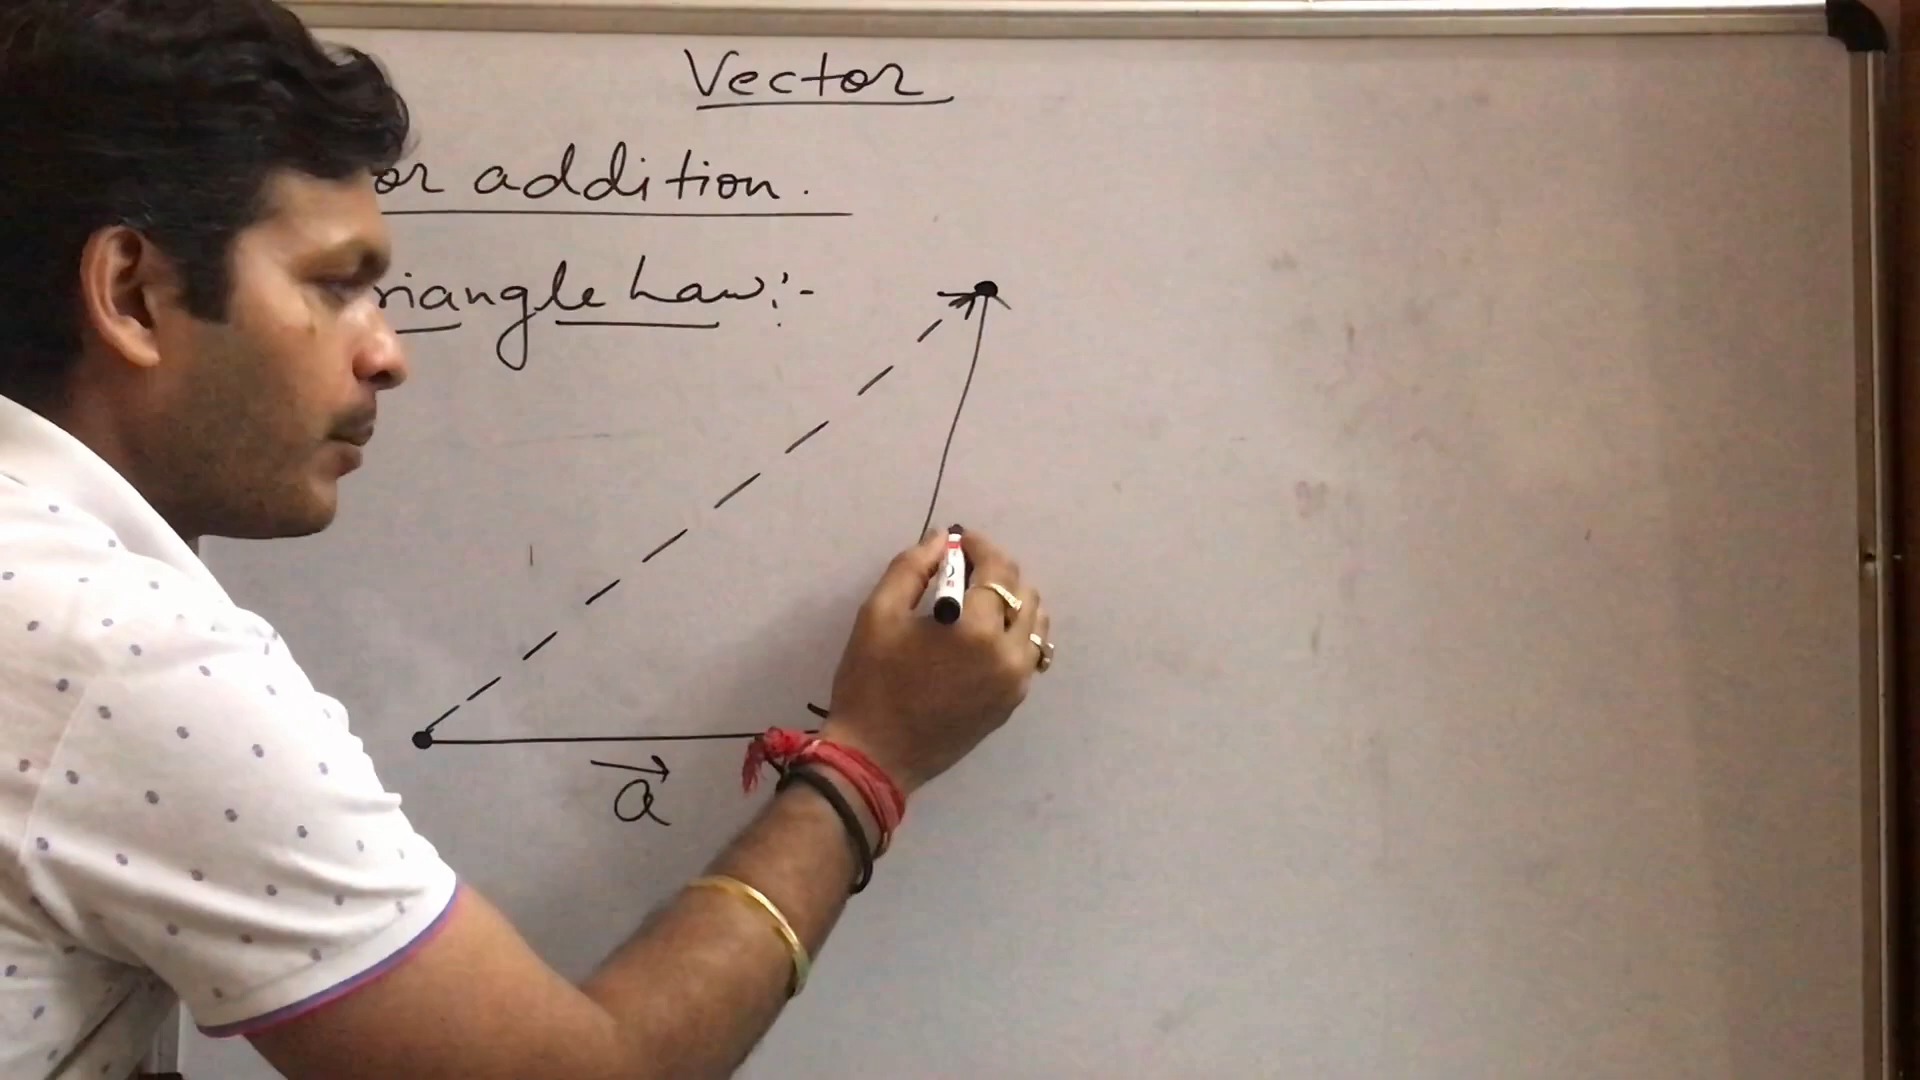 Vector
or addition.
riangle Law:-
a